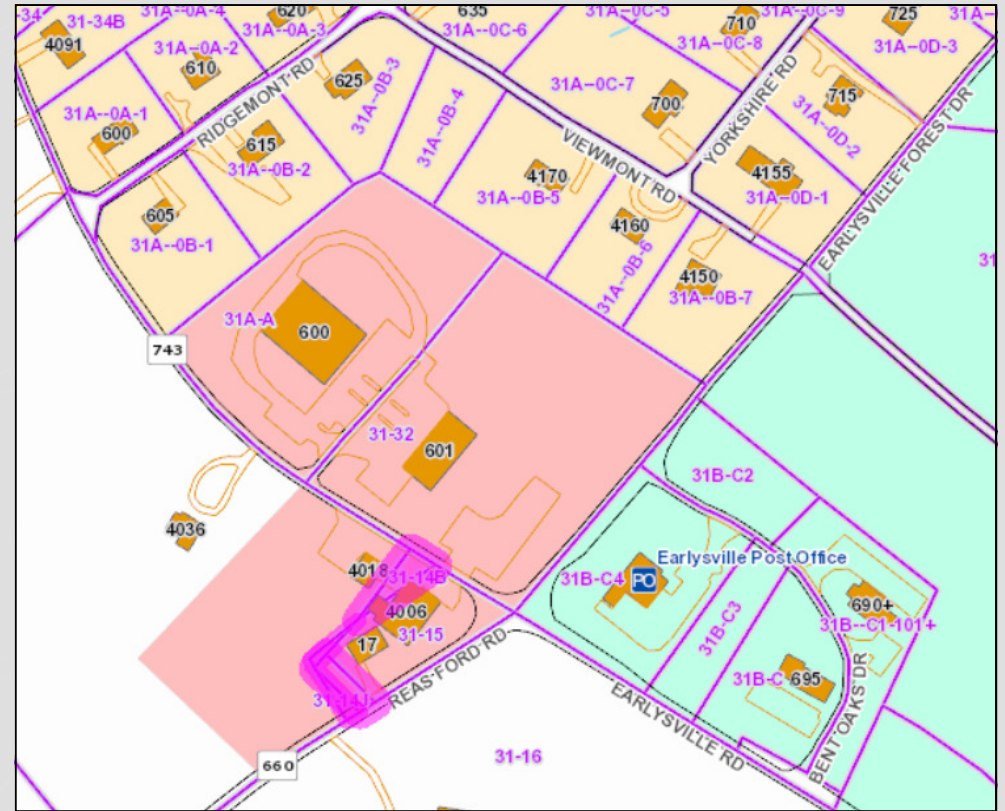 -34
31-34B
31A--0A-4
620
635
31A--0C-5
31A--0C-9
725
31A-
4091
31A--0A-2
31A--0A-3
31A--0C-6
710
31A--0C-8
31A--0D-3
610
625
31A--0B-3
31A--0C-7
700
YORKSHIRE RD
715
31A--0A-1
600
RIDGEMONT RD
31A--0B-4
31A--0D-2
EARLYSVILLE FOREST DR
615
31A--0B-2
VIEWMONT RD
4155
31A--0D-1
4170
31A--0B-5
605
31A--0B-1
4160
31A--0B-6
31
4150
31A--0B-7
31A-A
600
743
31-32
601
31B-C2
4036
Earlysville Post Office
4018
31-14B
31B-C4
PO
4006
31-15
31B-C3
690+
31B--C1-101+
17
REAS FORD RD
31B-C
695
EARLYSVILLE RD
BENT OAKS DR
660
31-16